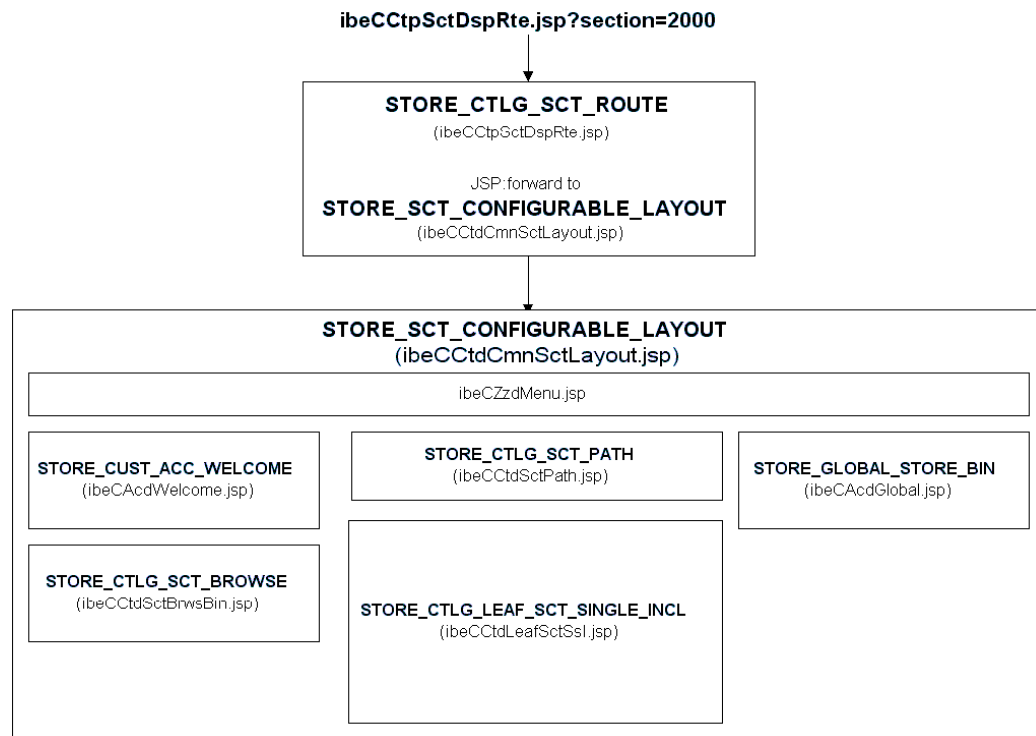 ibeCCtpSctDspRte.jsp?section=2000
STORE_CTLG_SCT_ROUTE
(ibeCCtpSctDspRte.jsp)
JSP:forward to
STORE_SCT_CONFIGURABLE_LAYOUT
(ibeCCtdCmnSctLayout.jsp)
STORE_SCT_CONFIGURABLE_LAYOUT
(ibeCCtdCmnSctLayout.jsp)
ibeCZzdMenu.jsp
STORE_CUST_ACC_WELCOME
(ibeCAcdWelcome.jsp)
STORE_CTLG_SCT_PATH
(ibeCCtdSctPath.jsp)
STORE_GLOBAL_STORE_BIN
(ibeCAcdGlobal.jsp)
STORE_CTLG_SCT_BROWSE
(ibeCCtdSctBrwsBin.jsp)
STORE_CTLG_LEAF_SCT_SINGLE_INCL
(ibeCCtdLeafSctSsl.jsp)